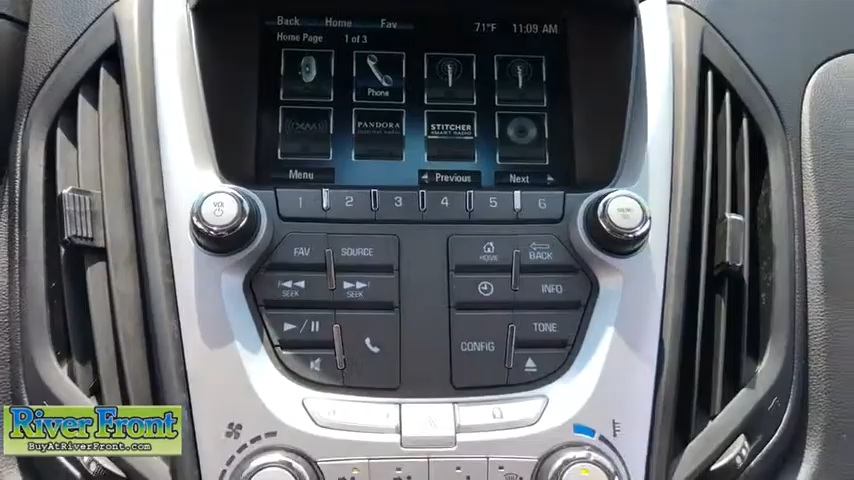 Back Home Fav 71°F 11:09 AM
Home Page 1 of 3
Phone
PANDORA STITCHER
SMART RADIO
Menu Previous Next
VOL MENU
1 2 3 4 5 6
FAV SOURCE HOME BACK
SEEK SEEK INFO
CONFIG TONE
River Front
BuyAtRiverFront.com